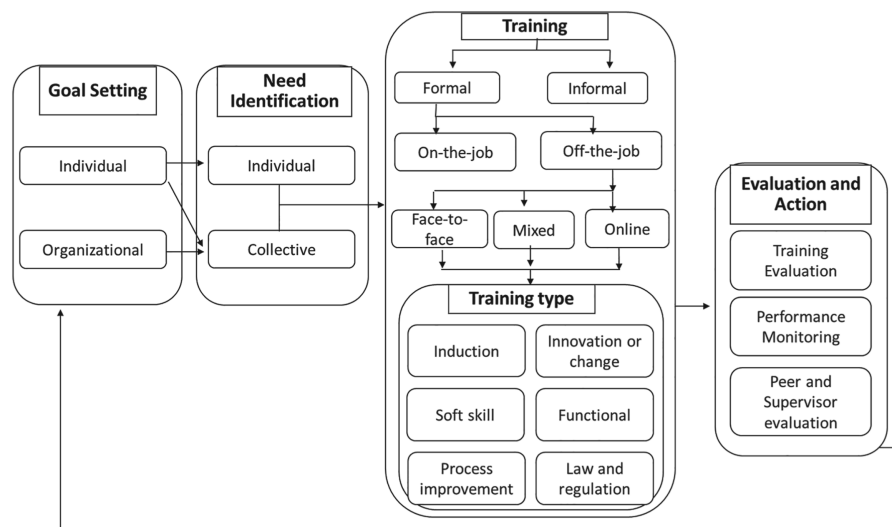 Goal Setting
Individual
Organizational
Need
Identification
Individual
Collective
Training
Formal
Informal
On-the-job
Off-the-job
Face-to-
face
Mixed
Online
Training type
Induction
Innovation or
change
Soft skill
Functional
Process
improvement
Law and
regulation
Evaluation and
Action
Training
Evaluation
Performance
Monitoring
Peer and
Supervisor
evaluation